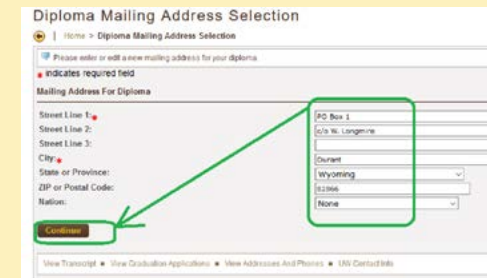 Diploma Mailing Address Selection
| Home > Diploma Mailing Address Selection
Please enter or edit a new mailing address for your diploma
* indicates required field
Mailing Address For Diploma
Street Line 1:* PO Box 1
Street Line 2: c/o W. Longmire
Street Line 3:
City:* Durant
State or Province: Wyoming
ZIP or Postal Code: 82866
Nation: None
Continue
View Transcript ■ View Graduation Applications ■ View Addresses And Phones ■ UW Contact Info